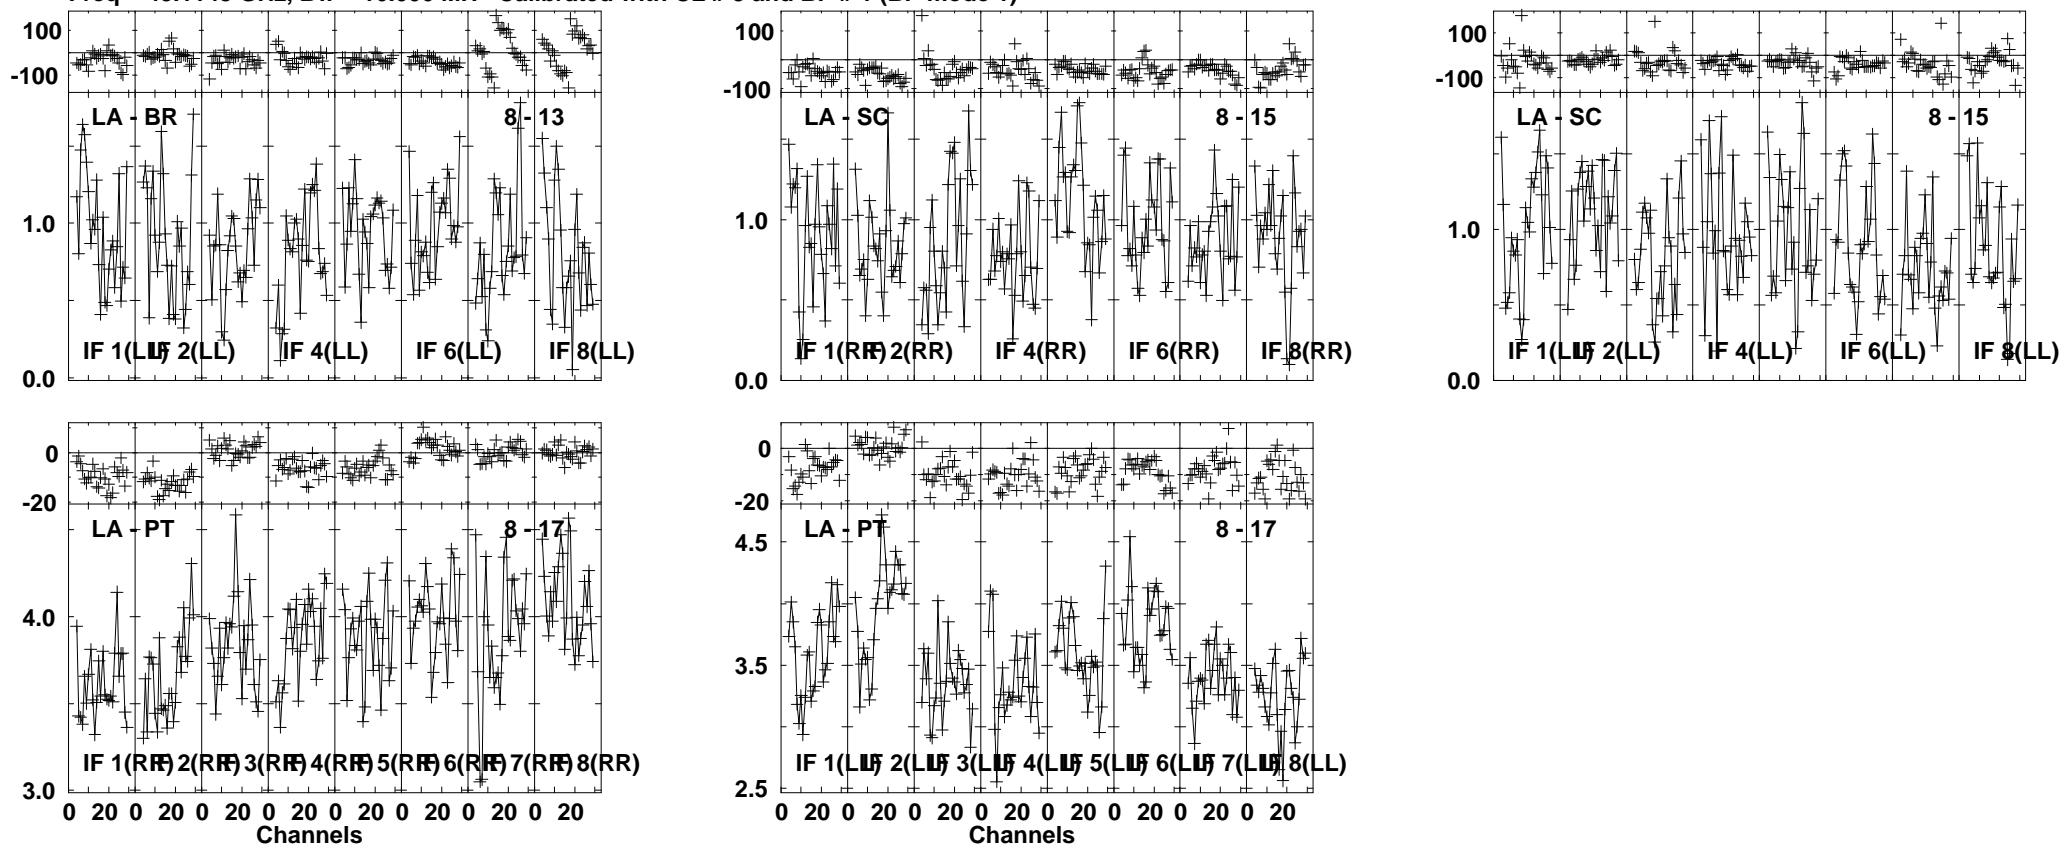 100
-100
LA - BR
8 - 13
1.0
IF 1(LL)
IF 2(LL)
IF 4(LL)
IF 6(LL)
IF 8(LL)
0.0
100
-100
LA - SC
8 - 15
1.0
IF 1(RR)
IF 2(RR)
IF 4(RR)
IF 6(RR)
IF 8(RR)
0.0
100
-100
LA - SC
8 - 15
1.0
IF 1(LL)
IF 2(LL)
IF 4(LL)
IF 6(LL)
IF 8(LL)
0.0
0
-20
LA - PT
8 - 17
4.0
IF 1(RR)
IF 2(RR)
IF 3(RR)
IF 4(RR)
IF 5(RR)
IF 6(RR)
IF 7(RR)
IF 8(RR)
3.0
0 20 0 20 0 20 0 20 0 20 0 20 0 20 0 20
Channels
0
-20
LA - PT
8 - 17
4.5
3.5
IF 1(LL)
IF 2(LL)
IF 3(LL)
IF 4(LL)
IF 5(LL)
IF 6(LL)
IF 7(LL)
IF 8(LL)
2.5
0 20 0 20 0 20 0 20 0 20 0 20 0 20 0 20
Channels